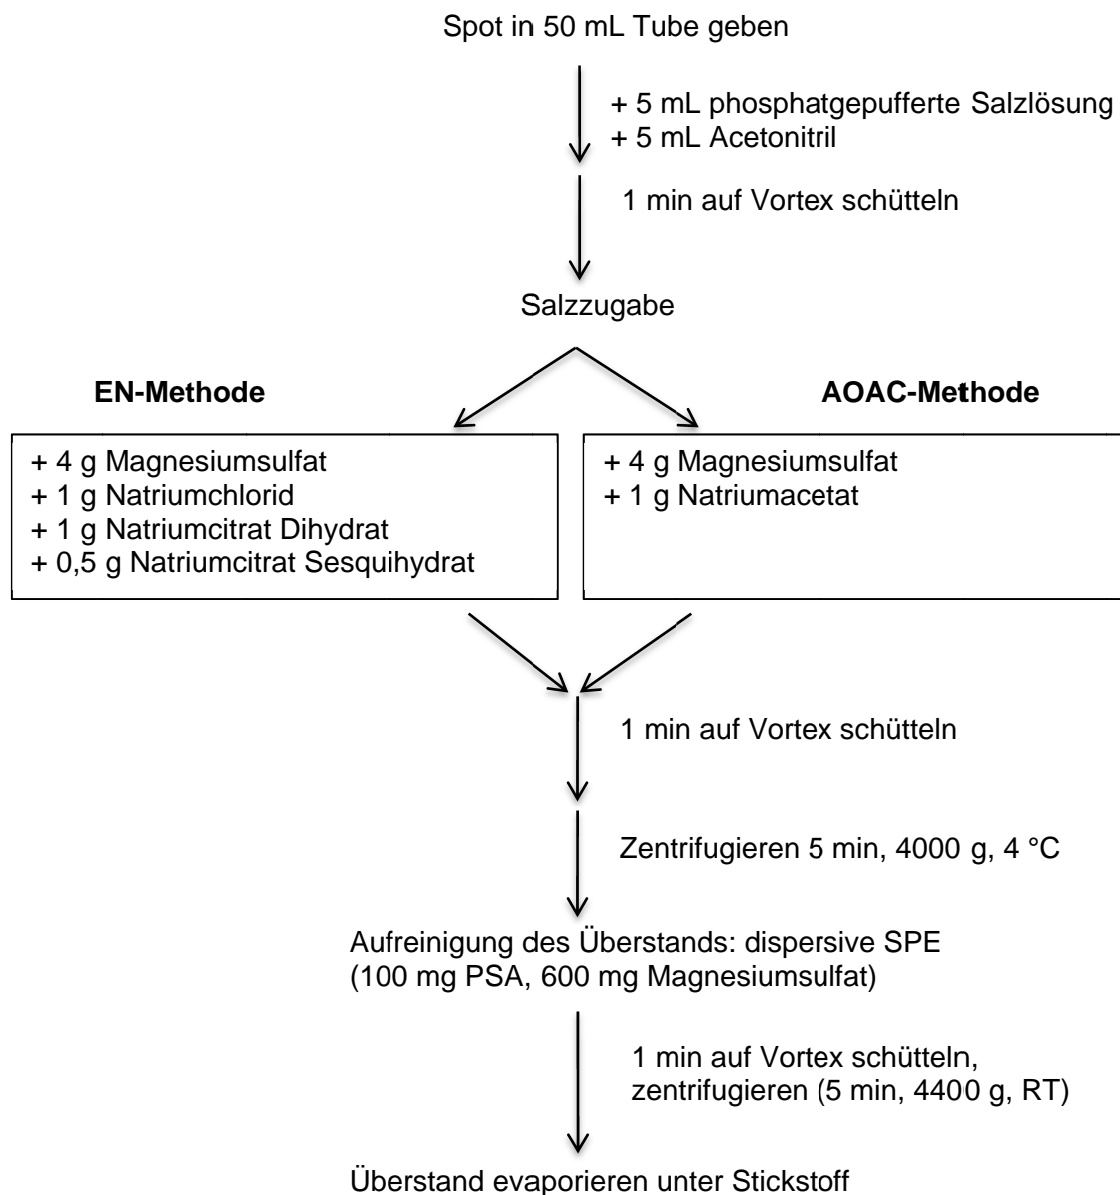 Spot in 50 mL Tube geben
+ 5 mL phosphatgepufferte Salzlösung
+ 5 mL Acetonitril
1 min auf Vortex schütteln
Salzzugabe
EN-Methode
AOAC-Methode
+ 4 g Magnesiumsulfat
+ 1 g Natriumchlorid
+ 1 g Natriumcitrat Dihydrat
+ 0,5 g Natriumcitrat Sesquihydrat
+ 4 g Magnesiumsulfat
+ 1 g Natriumacetat
1 min auf Vortex schütteln
Zentrifugieren 5 min, 4000 g, 4 °C
Aufreinigung des Überstands: dispersive SPE
(100 mg PSA, 600 mg Magnesiumsulfat)
1 min auf Vortex schütteln,
zentrifugieren (5 min, 4400 g, RT)
Überstand evaporieren unter Stickstoff